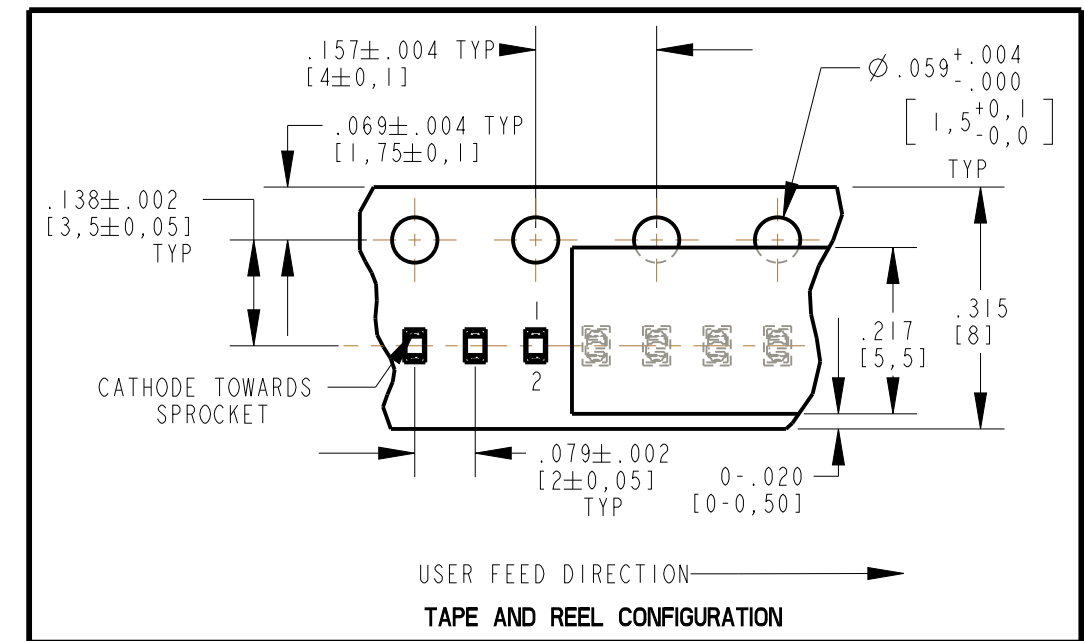 .157±.004 TYP
[4±0,1]
.069±.004 TYP
[1,75±0,1]
.138±.002
[3,5±0,05]
TYP
Ø.059+.004
-.000
[1,5+0,1
-0,0]
TYP
1
2
.315
[8]
.217
[5,5]
CATHODE TOWARDS
SPROCKET
.079±.002
[2±0,05]
TYP
0-.020
[0-0,50]
USER FEED DIRECTION
TAPE AND REEL CONFIGURATION